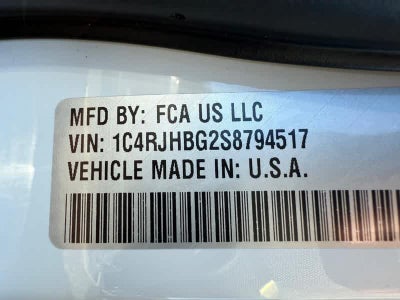 MFD BY: FCA US LLC
VIN: 1C4RJHBG2S8794517
VEHICLE MADE IN: U.S.A.